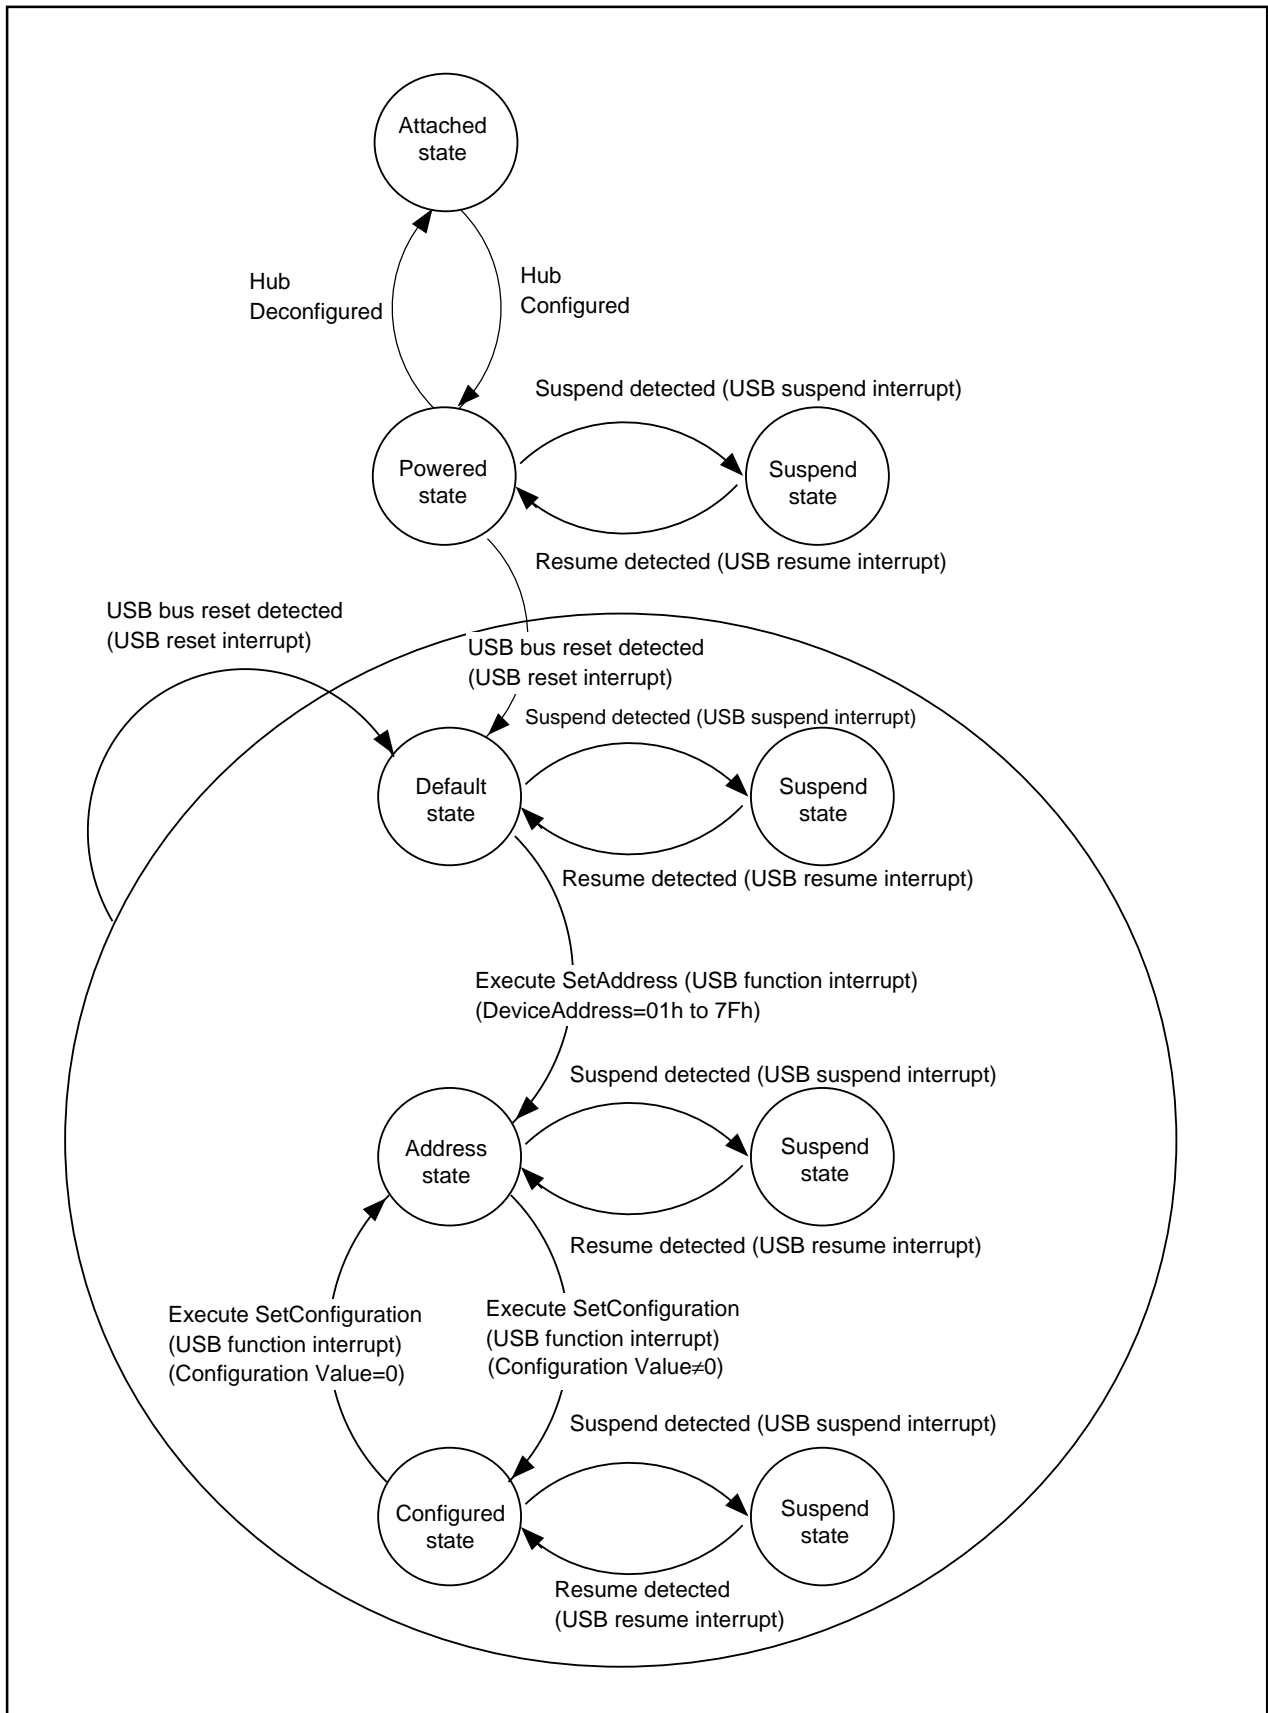 Attached
state
Hub
Deconfigured
Hub
Configured
Suspend detected (USB suspend interrupt)
Powered
state
Suspend
state
Resume detected (USB resume interrupt)
USB bus reset detected
(USB reset interrupt)
USB bus reset detected
(USB reset interrupt)
Suspend detected (USB suspend interrupt)
Default
state
Suspend
state
Resume detected (USB resume interrupt)
Execute SetAddress (USB function interrupt)
(DeviceAddress=01h to 7Fh)
Suspend detected (USB suspend interrupt)
Address
state
Suspend
state
Resume detected (USB resume interrupt)
Execute SetConfiguration
(USB function interrupt)
(Configuration Value=0)
Execute SetConfiguration
(USB function interrupt)
(Configuration Value≠0)
Suspend detected (USB suspend interrupt)
Configured
state
Suspend
state
Resume detected
(USB resume interrupt)